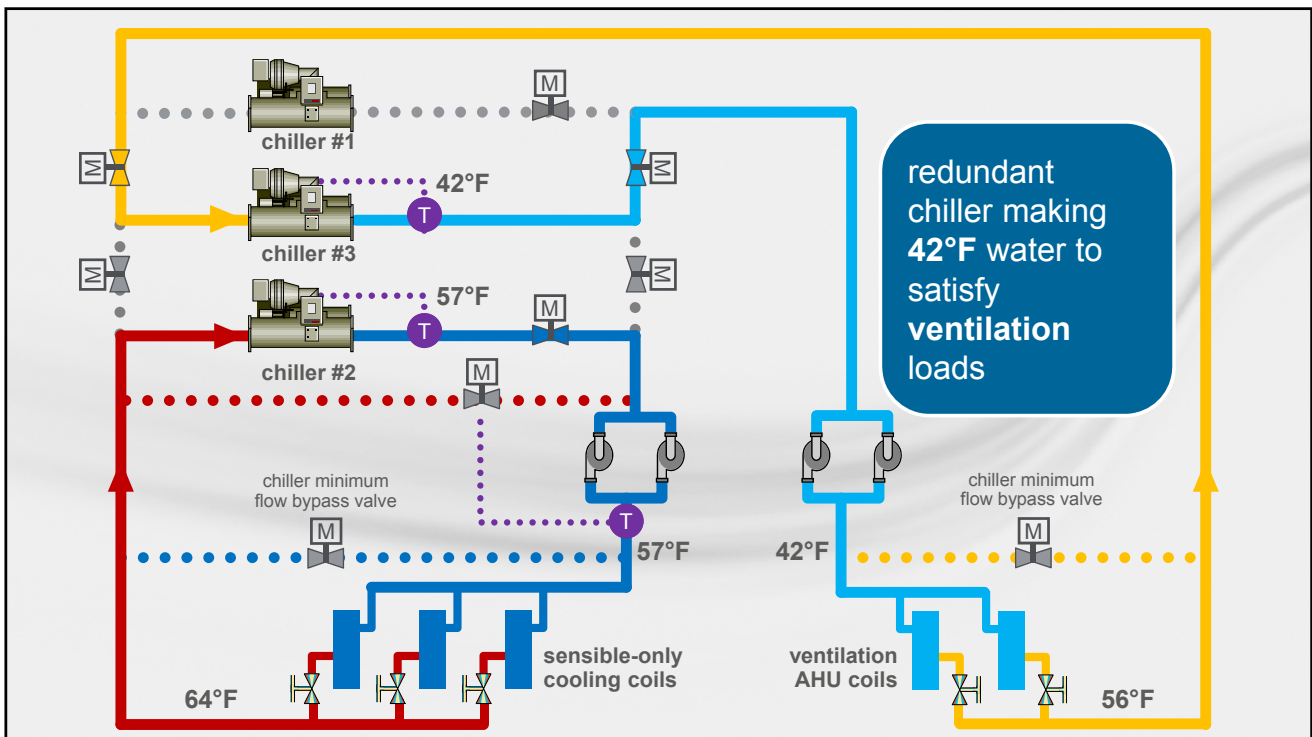 M
chiller #1
M
M
42°F
T
chiller #3
M
M
57°F
M
T
chiller #2
M
redundant
chiller making
42°F water to
satisfy
ventilation
loads
chiller minimum
flow bypass valve
M
T
57°F
42°F
chiller minimum
flow bypass valve
M
sensible-only
cooling coils
ventilation
AHU coils
64°F
56°F